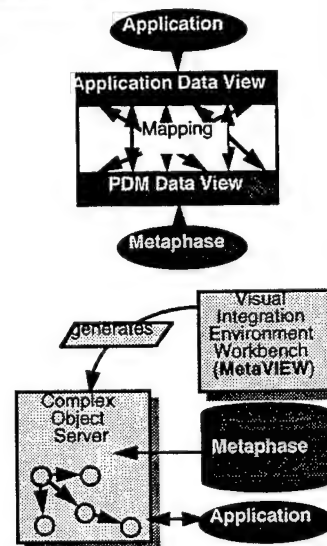 Application
Application Data View
Mapping
PDM Data View
Metaphase
Visual
Integration
Environment
Workbench
(MetaVIEW)
generates
Complex
Object
Server
Metaphase
Application